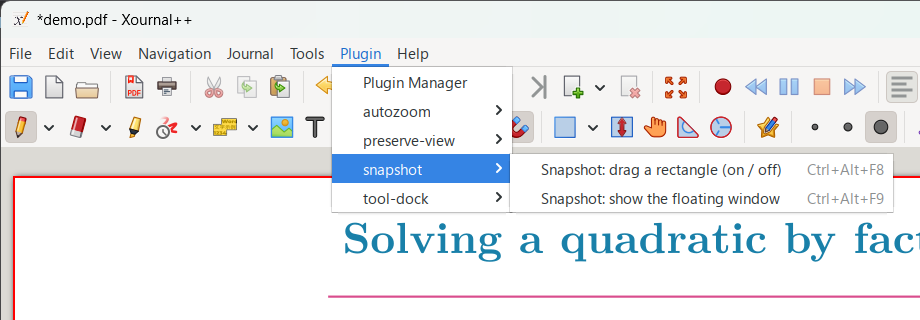 *demo.pdf - Xournal++
File Edit View Navigation Journal Tools Plugin Help
PDF
T
Plugin Manager
autozoom
preserve-view
snapshot
tool-dock
Snapshot: drag a rectangle (on / off) Ctrl+Alt+F8
Snapshot: show the floating window Ctrl+Alt+F9
Solving a quadratic by fact